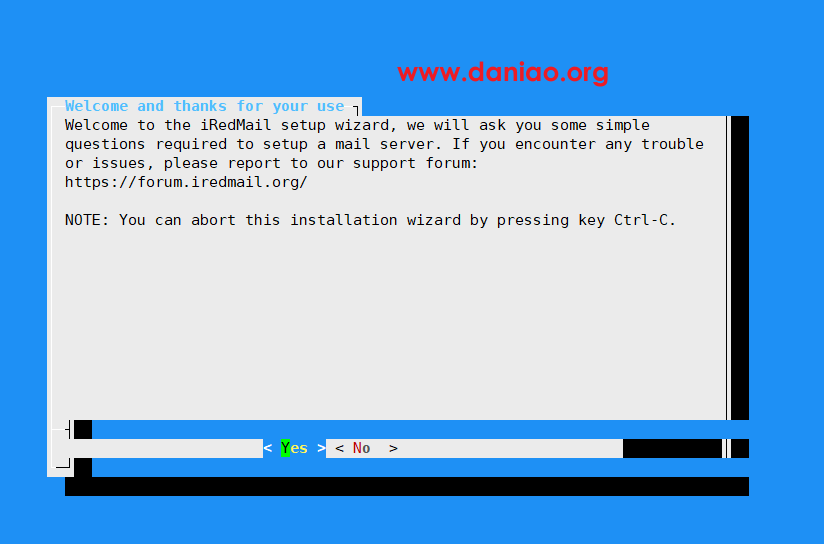 www.daniao.org
Welcome and thanks for your use
Welcome to the iRedMail setup wizard, we will ask you some simple
questions required to setup a mail server. If you encounter any trouble
or issues, please report to our support forum:
https://forum.iredmail.org/
NOTE: You can abort this installation wizard by pressing key Ctrl-C.
< Yes > < No >